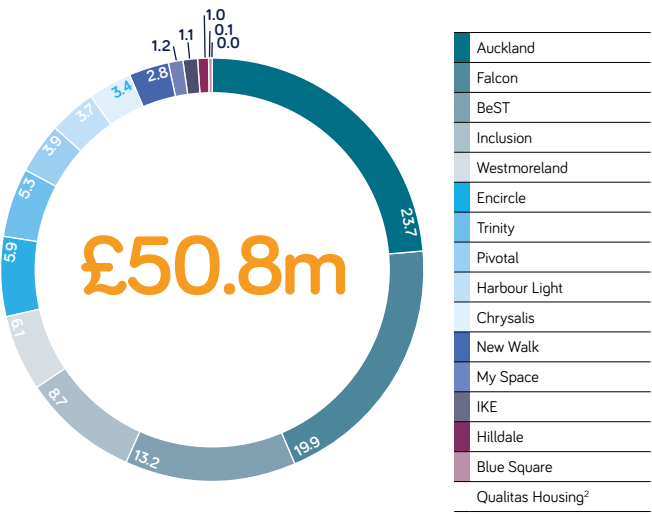 1.0
0.1
0.0
1.1
1.2
2.8
3.4
3.7
3.9
5.3
5.9
6.1
8.7
13.2
19.9
23.7
£50.8m
Auckland
Falcon
BeST
Inclusion
Westmoreland
Encircle
Trinity
Pivotal
Harbour Light
Chrysalis
New Walk
My Space
IKE
Hilldale
Blue Square
Qualitas Housing²